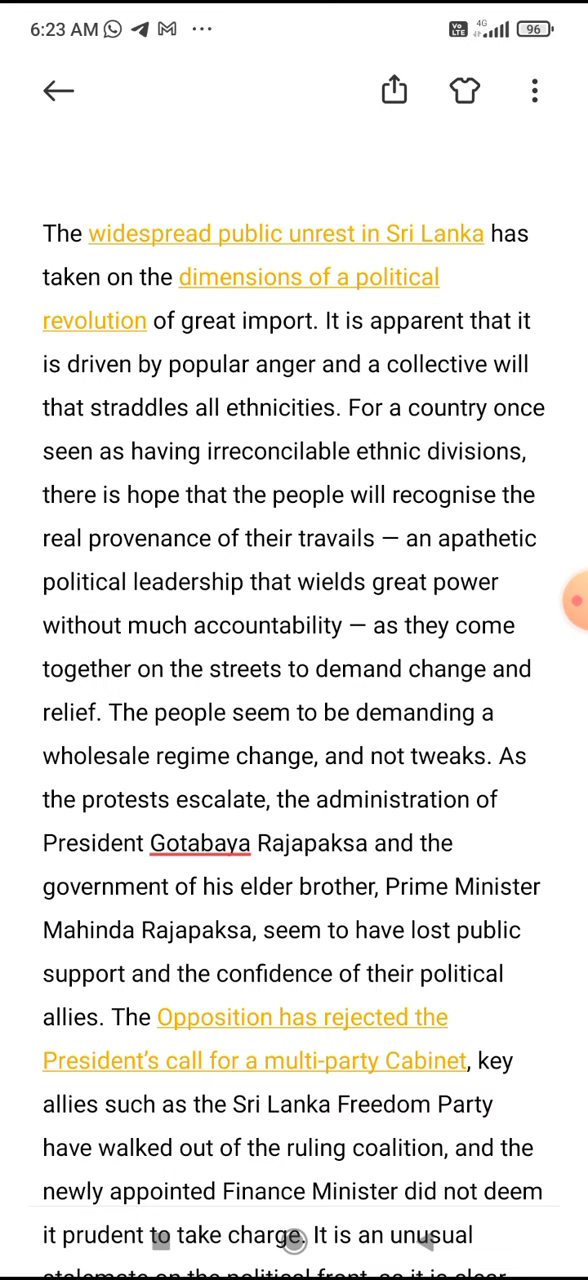 6:23 AM
Vo LTE 4G 96
The widespread public unrest in Sri Lanka has
taken on the dimensions of a political
revolution of great import. It is apparent that it
is driven by popular anger and a collective will
that straddles all ethnicities. For a country once
seen as having irreconcilable ethnic divisions,
there is hope that the people will recognise the
real provenance of their travails — an apathetic
political leadership that wields great power
without much accountability — as they come
together on the streets to demand change and
relief. The people seem to be demanding a
wholesale regime change, and not tweaks. As
the protests escalate, the administration of
President Gotabaya Rajapaksa and the
government of his elder brother, Prime Minister
Mahinda Rajapaksa, seem to have lost public
support and the confidence of their political
allies. The Opposition has rejected the
President’s call for a multi-party Cabinet, key
allies such as the Sri Lanka Freedom Party
have walked out of the ruling coalition, and the
newly appointed Finance Minister did not deem
it prudent to take charge. It is an unusual